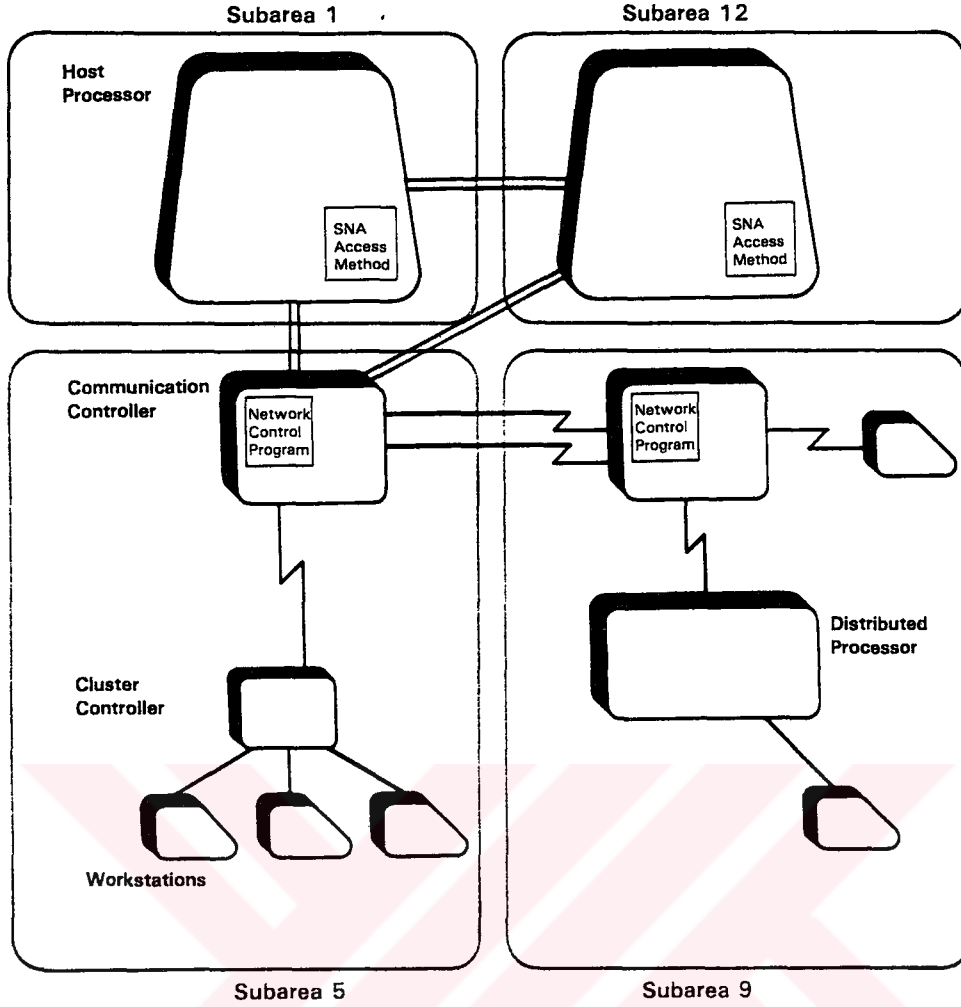 Subarea 1
Subarea 12
Host
Processor
SNA
Access
Method
SNA
Access
Method
Communication
Controller
Network
Control
Program
Network
Control
Program
Distributed
Processor
Cluster
Controller
Workstations
Subarea 5
Subarea 9